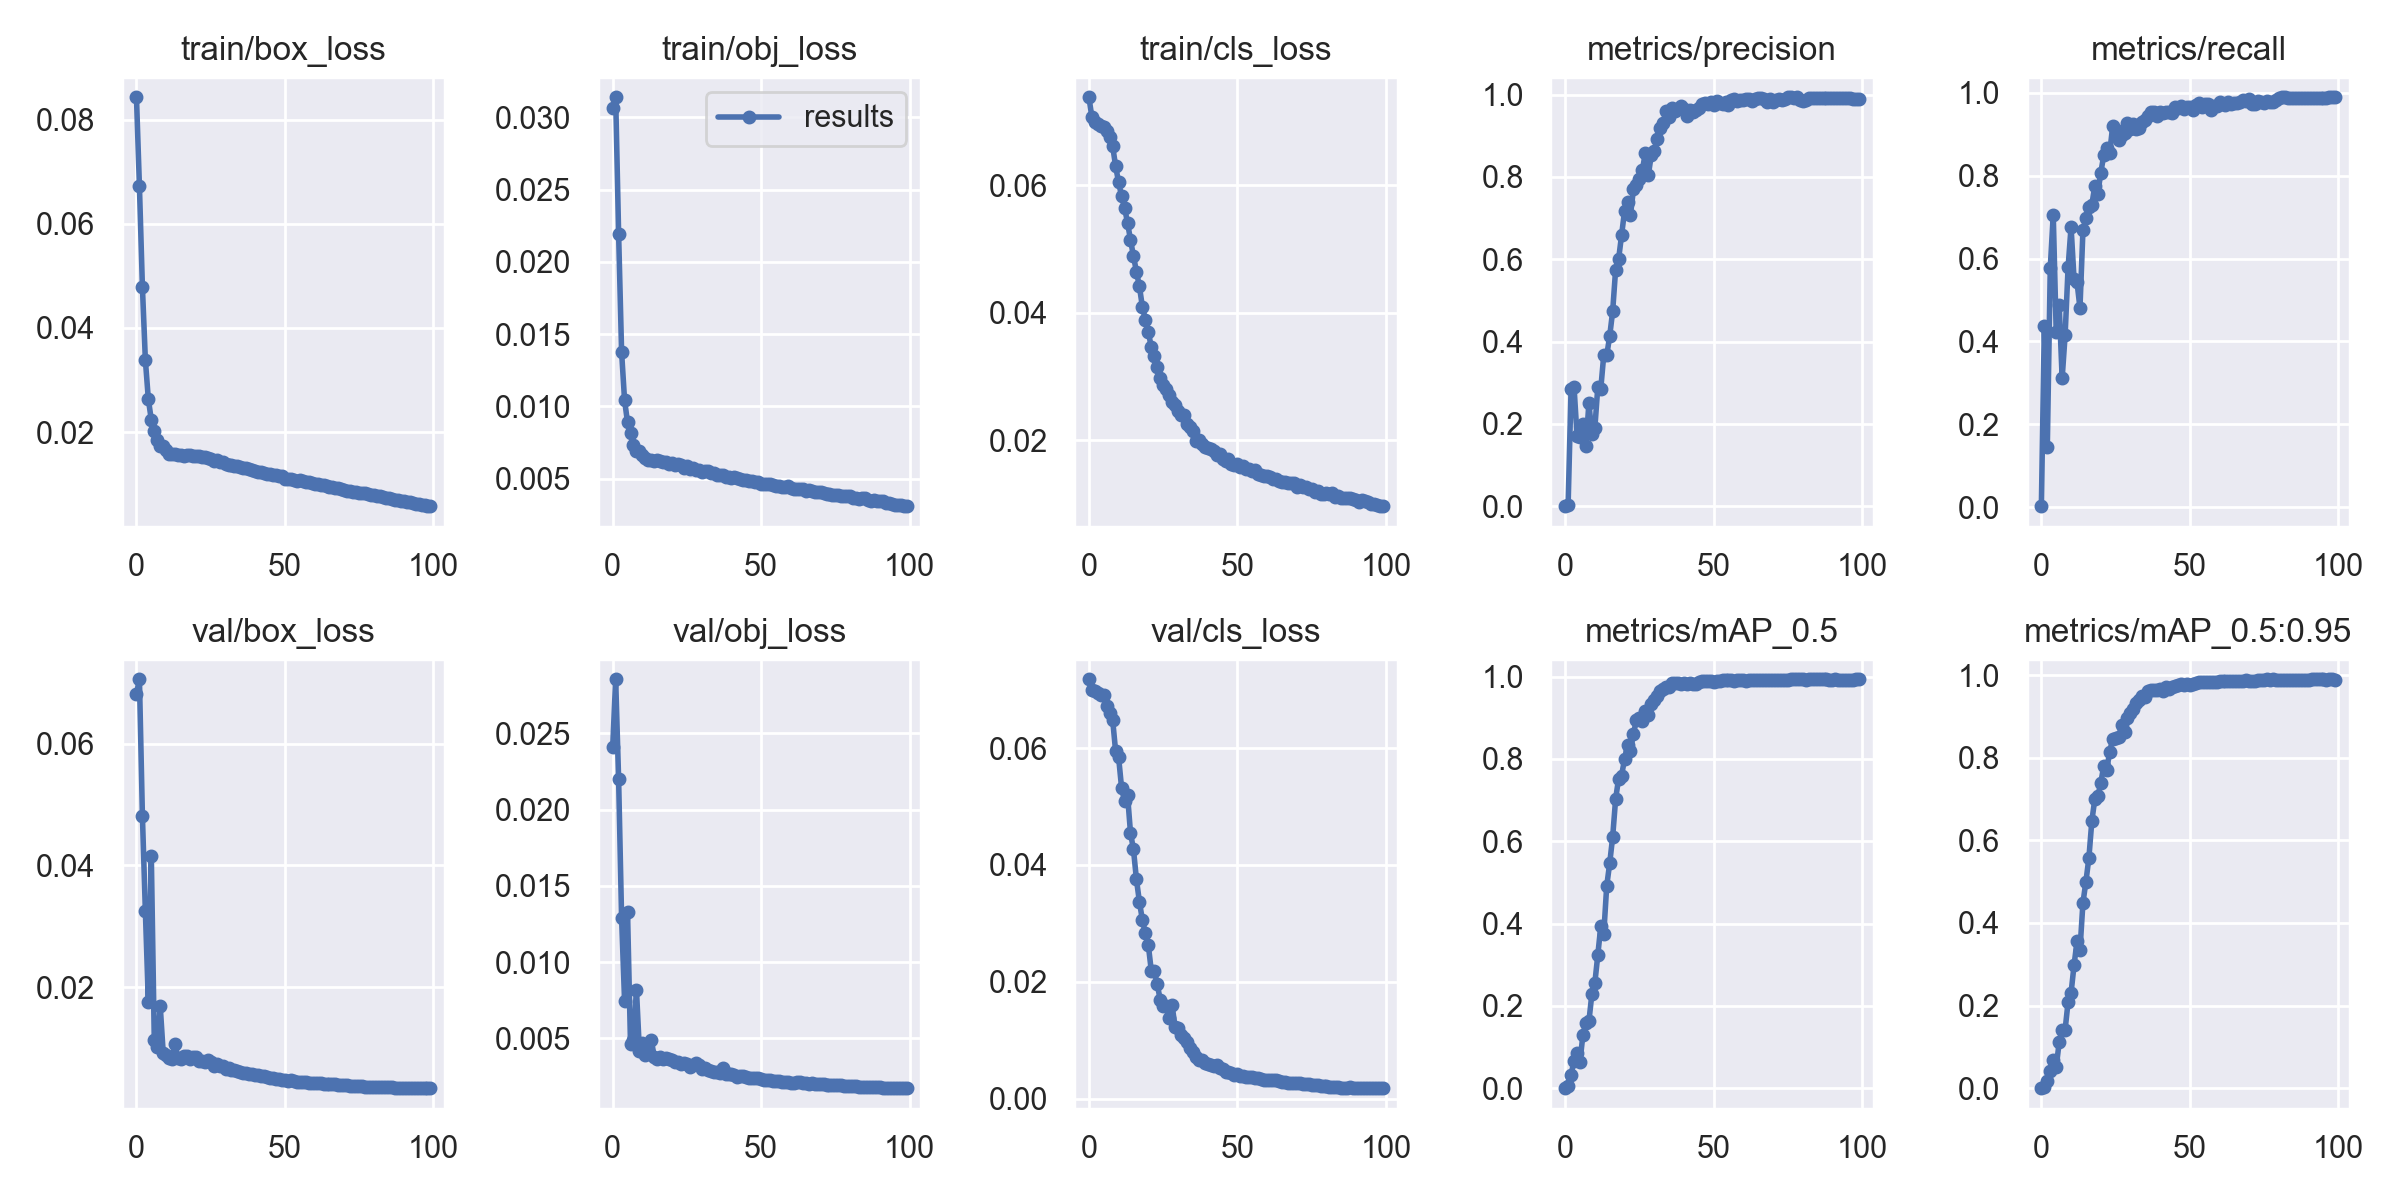 train/box_loss
0.08
0.06
0.04
0.02
0 50 100
train/obj_loss
results
0.030
0.025
0.020
0.015
0.010
0.005
0 50 100
train/cls_loss
0.06
0.04
0.02
0 50 100
metrics/precision
1.0
0.8
0.6
0.4
0.2
0.0
0 50 100
metrics/recall
1.0
0.8
0.6
0.4
0.2
0.0
0 50 100
val/box_loss
0.06
0.04
0.02
0 50 100
val/obj_loss
0.025
0.020
0.015
0.010
0.005
0 50 100
val/cls_loss
0.06
0.04
0.02
0.00
0 50 100
metrics/mAP_0.5
1.0
0.8
0.6
0.4
0.2
0.0
0 50 100
metrics/mAP_0.5:0.95
1.0
0.8
0.6
0.4
0.2
0.0
0 50 100